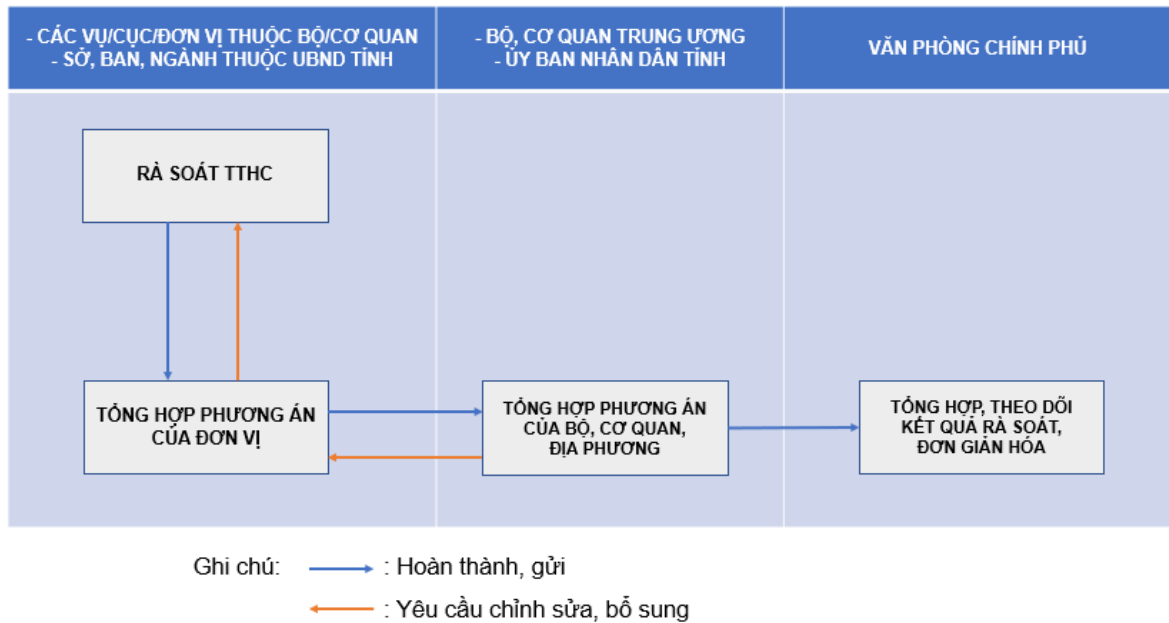 - CÁC VỤ/CỤC/ĐƠN VỊ THUỘC BỘ/CƠ QUAN
- SỞ, BAN, NGÀNH THUỘC UBND TỈNH
- BỘ, CƠ QUAN TRUNG ƯƠNG
- ỦY BAN NHÂN DÂN TỈNH
VĂN PHÒNG CHÍNH PHỦ
RÀ SOÁT TTHC
TỔNG HỢP PHƯƠNG ÁN
CỦA ĐƠN VỊ
TỔNG HỢP PHƯƠNG ÁN
CỦA BỘ, CƠ QUAN,
ĐỊA PHƯƠNG
TỔNG HỢP, THEO DÕI
KẾT QUẢ RÀ SOÁT,
ĐƠN GIẢN HÓA
Ghi chú: : Hoàn thành, gửi
: Yêu cầu chỉnh sửa, bổ sung